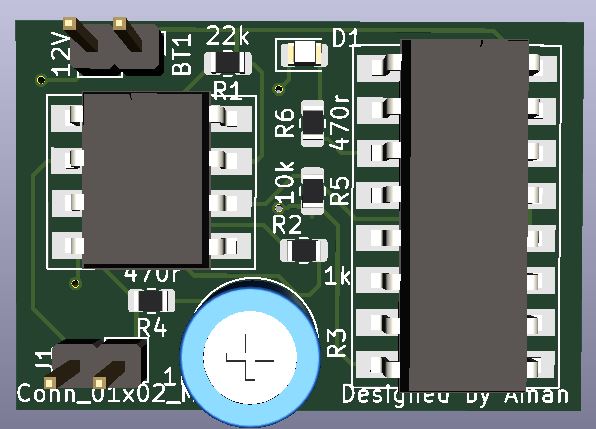 12V
BT1
22k
R1
D1
R6
470r
10k
R5
R2
470r
1k
R4
R3
J1
Conn_01x02_M
Designed by Aman